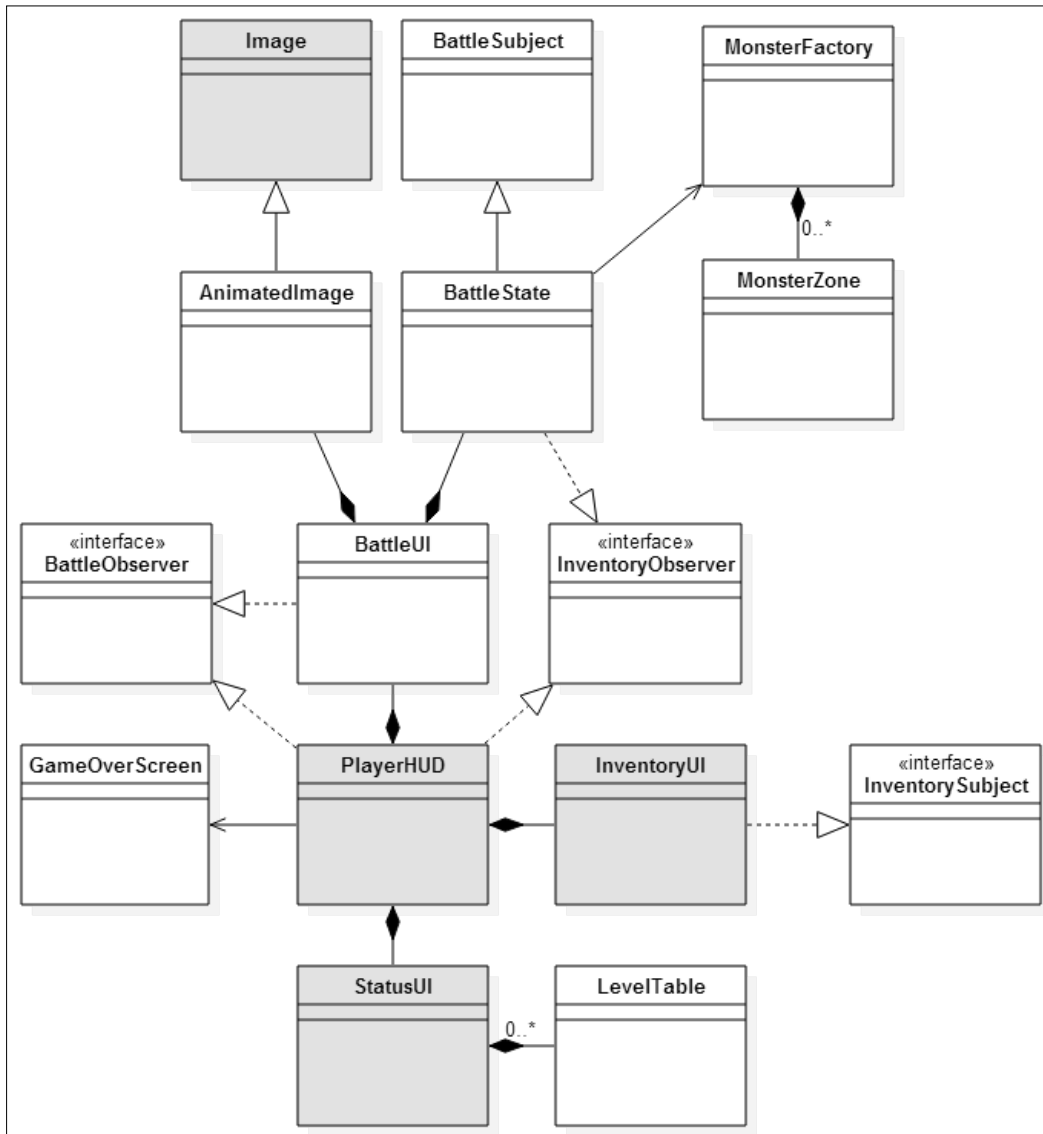 Image
BattleSubject
MonsterFactory
0..*
AnimatedImage
BattleState
MonsterZone
«interface»
BattleObserver
BattleUI
«interface»
InventoryObserver
GameOverScreen
PlayerHUD
InventoryUI
«interface»
InventorySubject
StatusUI
0..*
LevelTable